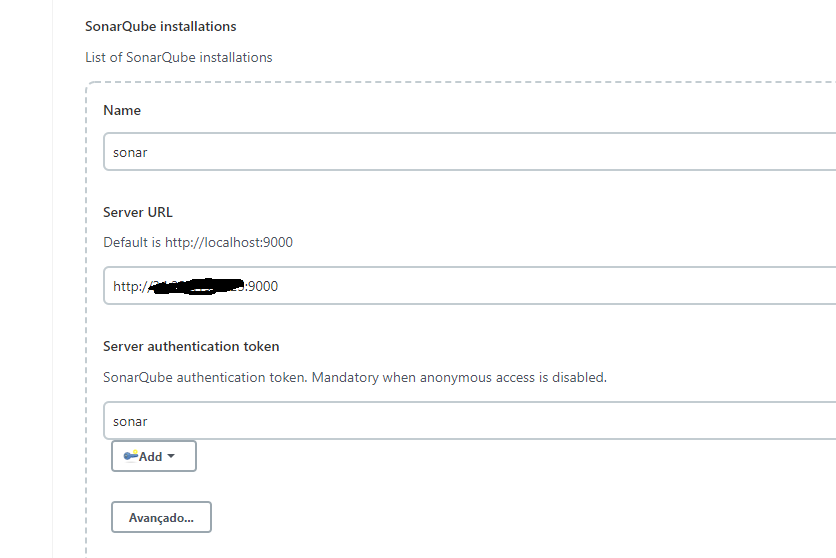 SonarQube installations
List of SonarQube installations
Name
sonar
Server URL
Default is http://localhost:9000
http:// :9000
Server authentication token
SonarQube authentication token. Mandatory when anonymous access is disabled.
sonar
Add
Avançado...